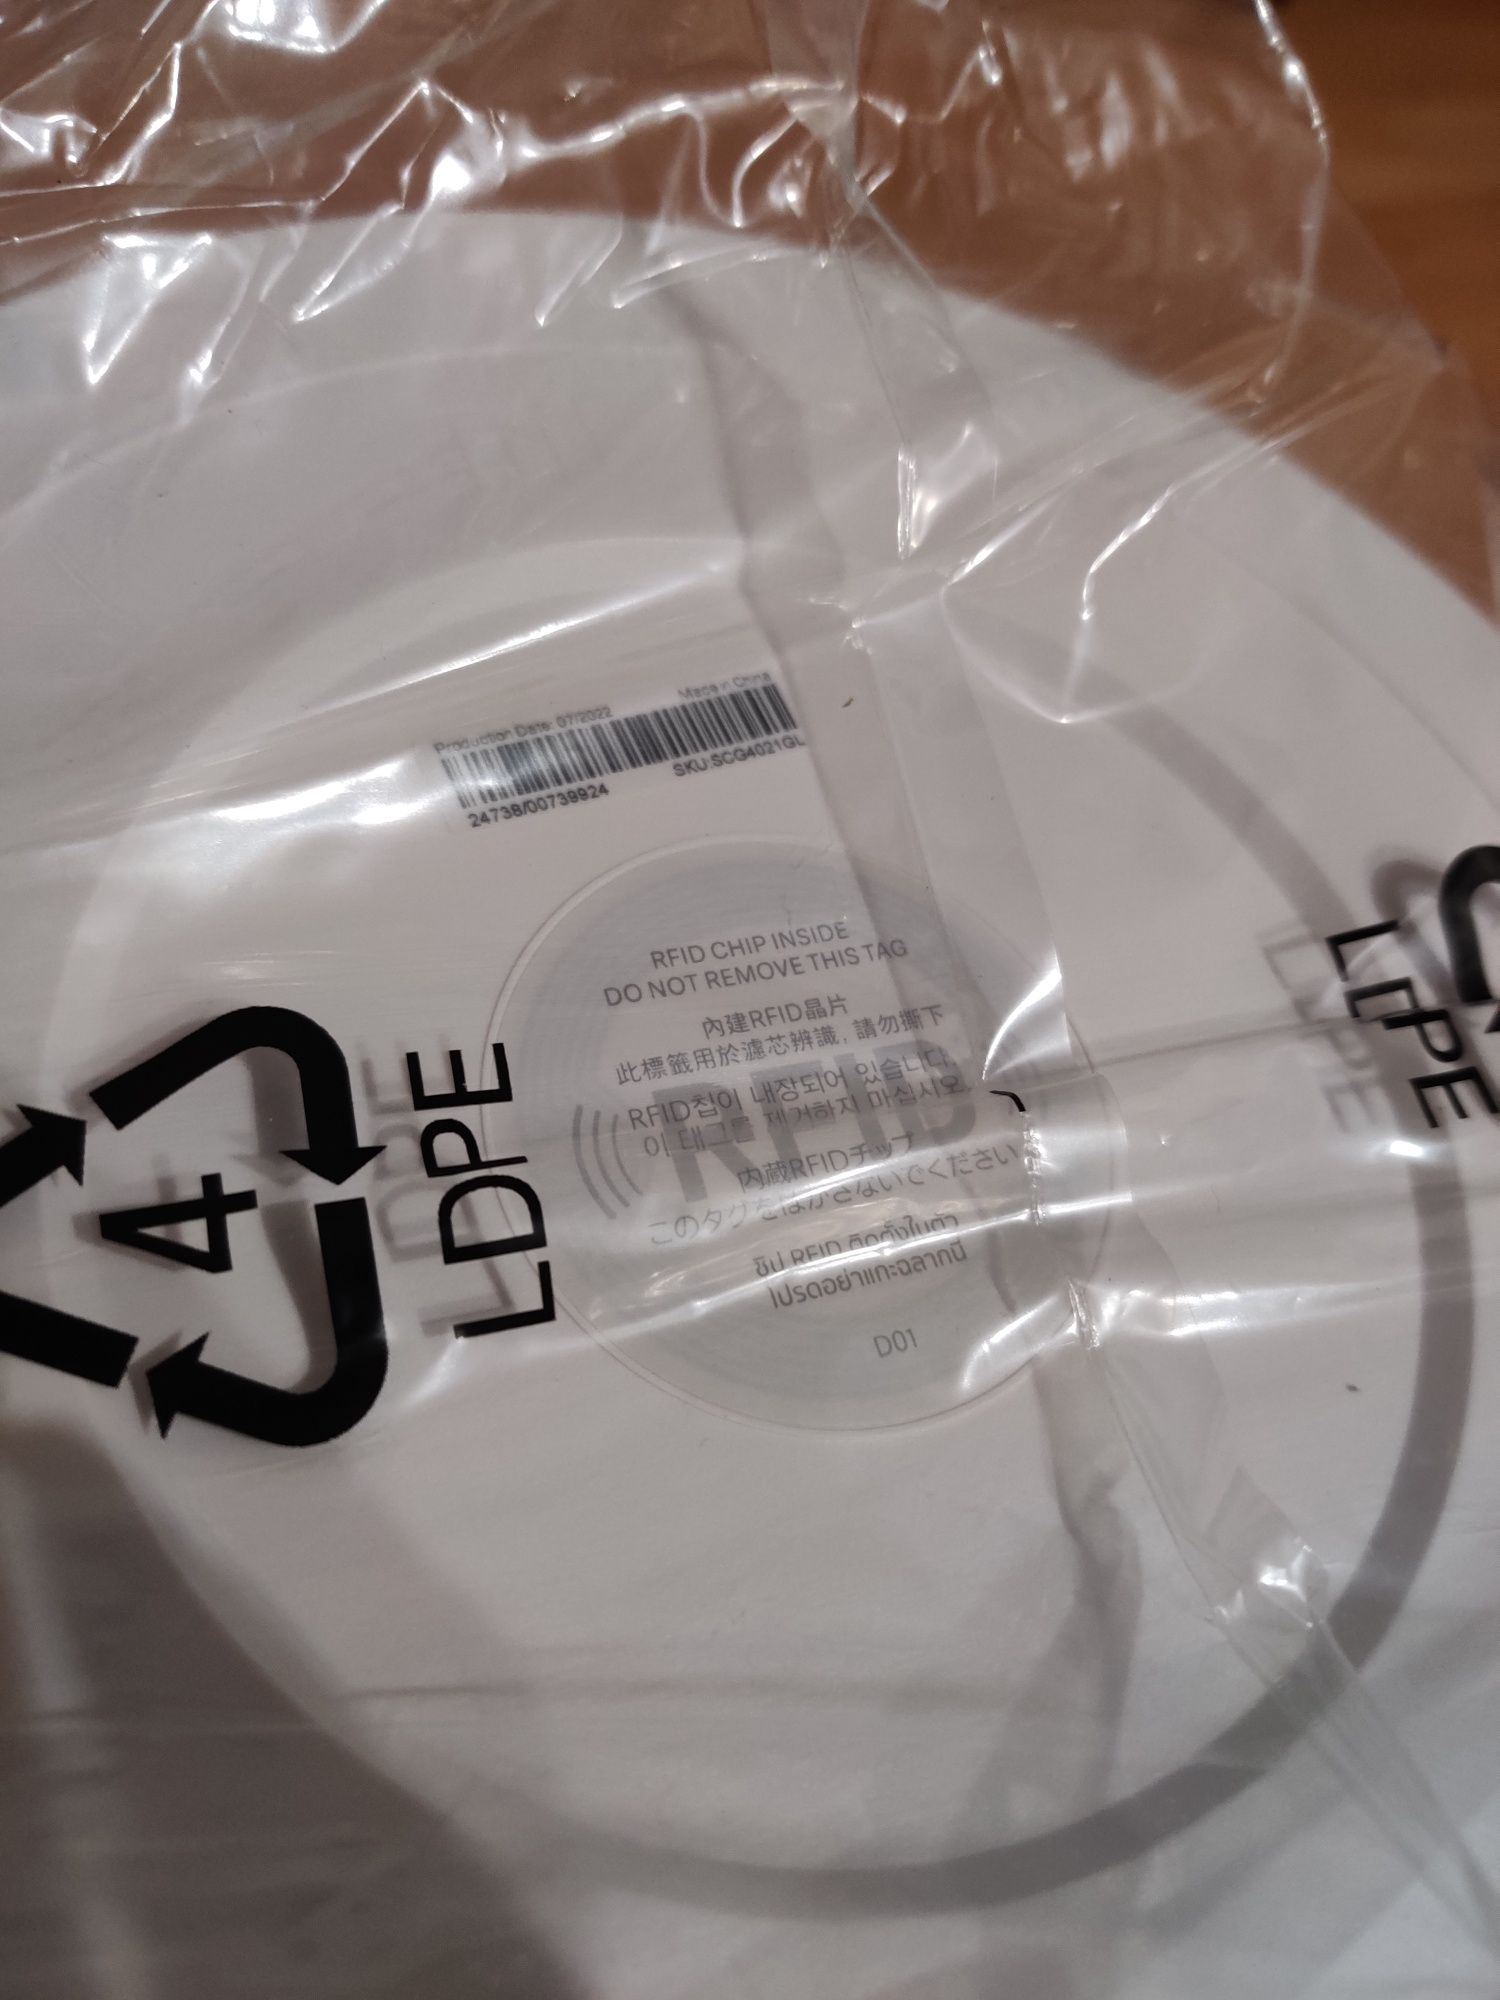 Production Date: 07/2022
Made in China
24738/00739924
SKU:SCG4021GL
RFID CHIP INSIDE
DO NOT REMOVE THIS TAG
內建RFID晶片
此標籤用於濾芯辨識，請勿撕下
RFID칩이 내장되어 있습니다.
이 태그를 제거하지 마십시오.
内蔵RFIDチップ
このタグをはがさないでください
ชิป RFID ติดตั้งในตัว
โปรดอย่าแกะฉลากนี้
D01
RFID
4
LDPE
LDPE